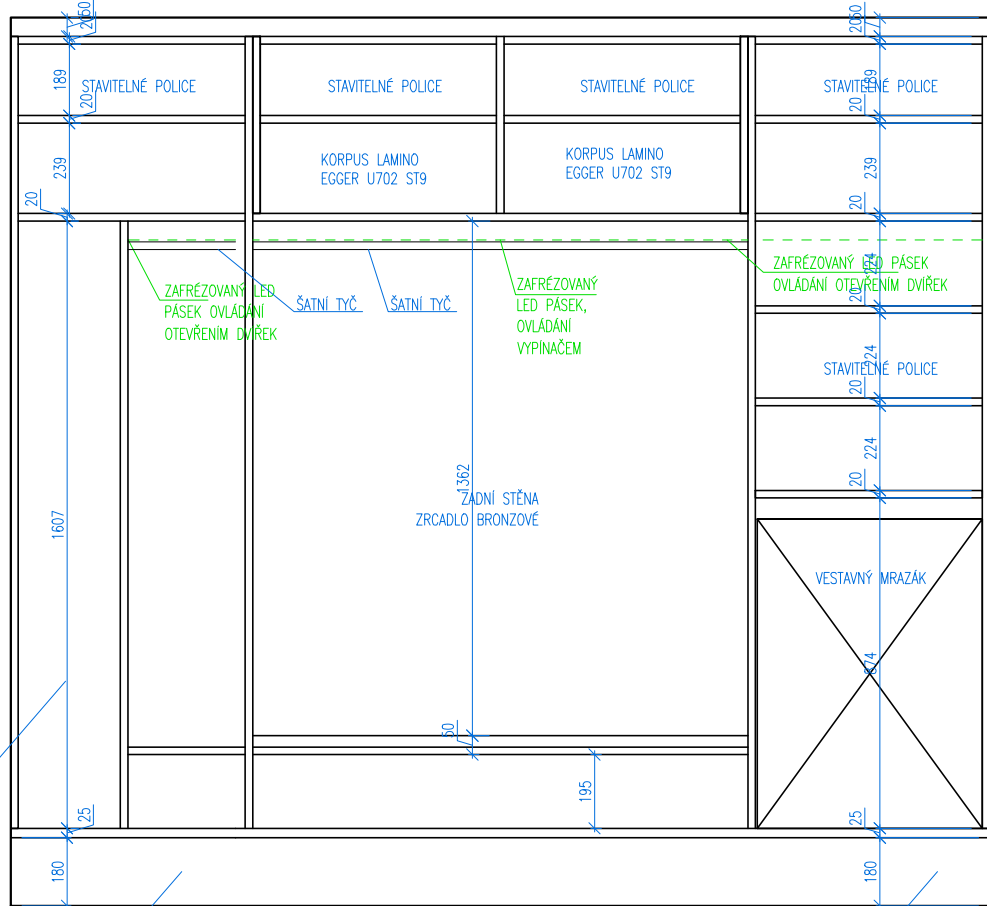 2050
2050
189
STAVITELNÉ POLICE
STAVITELNÉ POLICE
STAVITELNÉ POLICE
STAVITELNÉ POLICE
189
20
20
239
KORPUS LAMINO
EGGER U702 ST9
KORPUS LAMINO
EGGER U702 ST9
239
20
20
ZAFRÉZOVANÝ LED
PÁSEK OVLÁDÁNÍ
OTEVŘENÍM DVÍŘEK
ŠATNÍ TYČ
ŠATNÍ TYČ
ZAFRÉZOVANÝ
LED PÁSEK,
OVLÁDÁNÍ
VYPÍNAČEM
ZAFRÉZOVANÝ LED PÁSEK
OVLÁDÁNÍ OTEVŘENÍM DVÍŘEK
224
20
224
STAVITELNÉ POLICE
20
224
20
1362
ZADNÍ STĚNA
ZRCADLO BRONZOVÉ
1607
VESTAVNÝ MRAZÁK
874
50
195
25
25
180
180